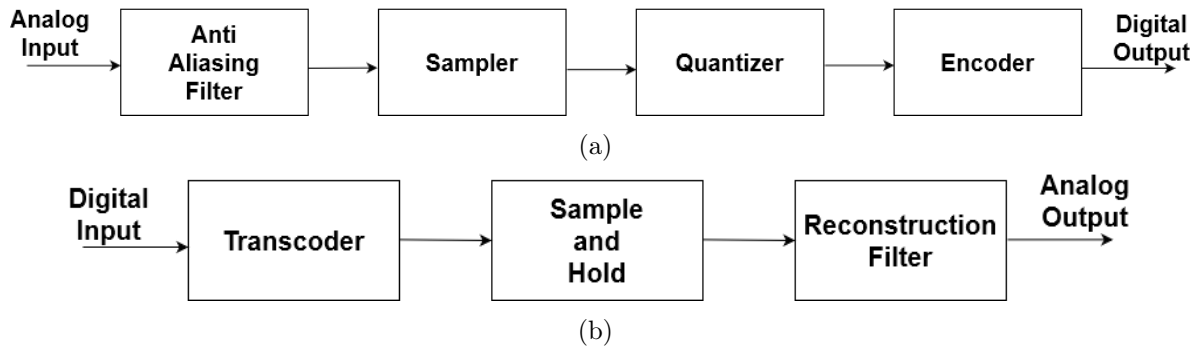 Analog
Input
Anti
Aliasing
Filter
Sampler
Quantizer
Encoder
Digital
Output
(a)
Digital
Input
Transcoder
Sample
and
Hold
Reconstruction
Filter
Analog
Output
(b)